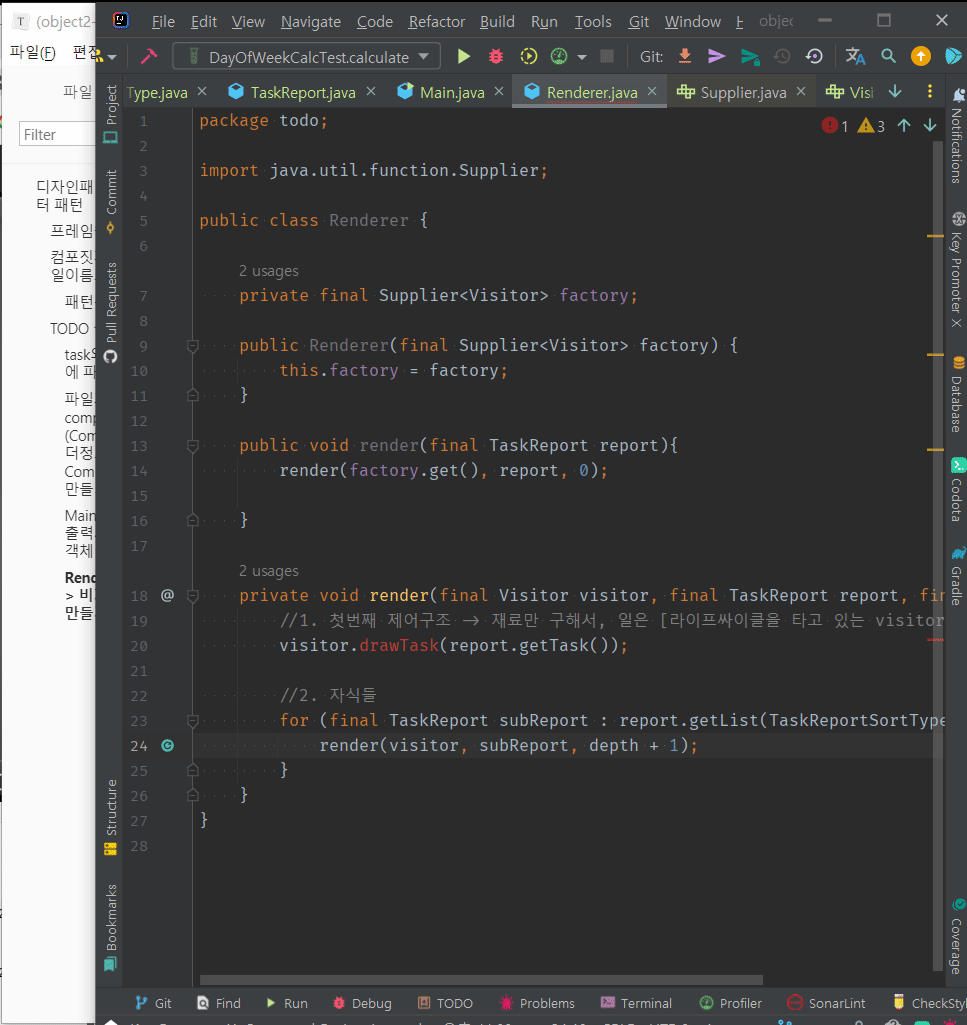 T (object2-
파일(F) 편집
파일
Filter
디자인패
터 패턴
프레임
컴포짓
일이름
패턴
TODO
task
에 파
파일
comp
(Com
더정
Com
만들
Main
출력
객체
Rend
> 비
만들
File Edit View Navigate Code Refactor Build Run Tools Git Window H objec
DayOfWeekCalcTest.calculate Git:
Type.java TaskReport.java Main.java Renderer.java Supplier.java Visi
Project
Commit
Pull Requests
Structure
Bookmarks
1 3
1 package todo;
2
3 import java.util.function.Supplier;
4
5 public class Renderer {
6
2 usages
7 private final Supplier<Visitor> factory;
8
9 public Renderer(final Supplier<Visitor> factory) {
10 this.factory = factory;
11 }
12
13 public void render(final TaskReport report){
14 render(factory.get(), report, 0);
15
16 }
17
2 usages
18 @ private void render(final Visitor visitor, final TaskReport report, fin
19 //1. 첫번째 제어구조 -> 재료만 구해서, 일은 [라이프싸이클을 타고 있는 visitor
20 visitor.drawTask(report.getTask());
21
22 //2. 자식들
23 for (final TaskReport subReport : report.getList(TaskReportSortType
24 render(visitor, subReport, depth + 1);
25 }
26 }
27 }
28
Notifications
Key Promoter X
Database
Codota
Gradle
Coverage
Git Find Run Debug TODO Problems Terminal Profiler SonarLint CheckStyl